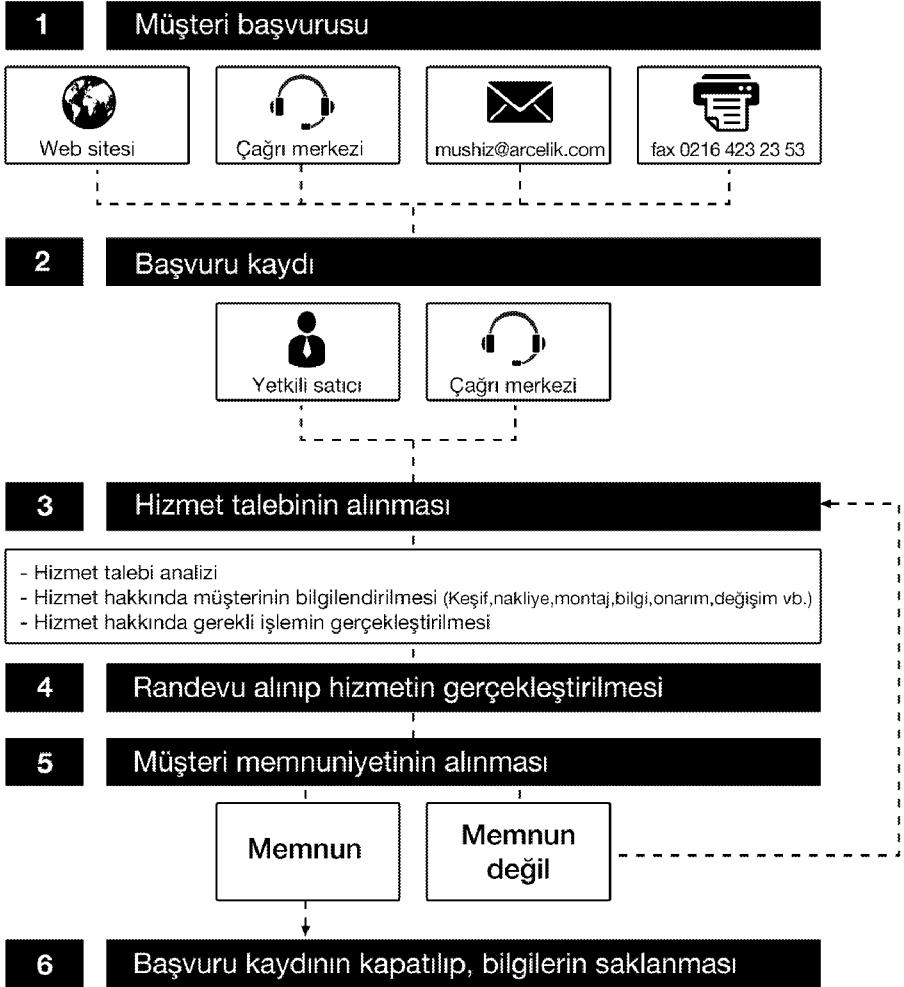 1 Müşteri başvurusu
Web sitesi
Çağrı merkezi
mushiz@arcelik.com
fax 0216 423 23 53
2 Başvuru kaydı
Yetkili satıcı
Çağrı merkezi
3 Hizmet talebinin alınması
- Hizmet talebi analizi
- Hizmet hakkında müşterinin bilgilendirilmesi (Keşif,nakliye,montaj,bilgi,onarım,değişim vb.)
- Hizmet hakkında gerekli işlemin gerçekleştirilmesi
4 Randevu alınıp hizmetin gerçekleştirilmesi
5 Müşteri memnuniyetinin alınması
Memnun
Memnun
değil
6 Başvuru kaydının kapatılıp, bilgilerin saklanması